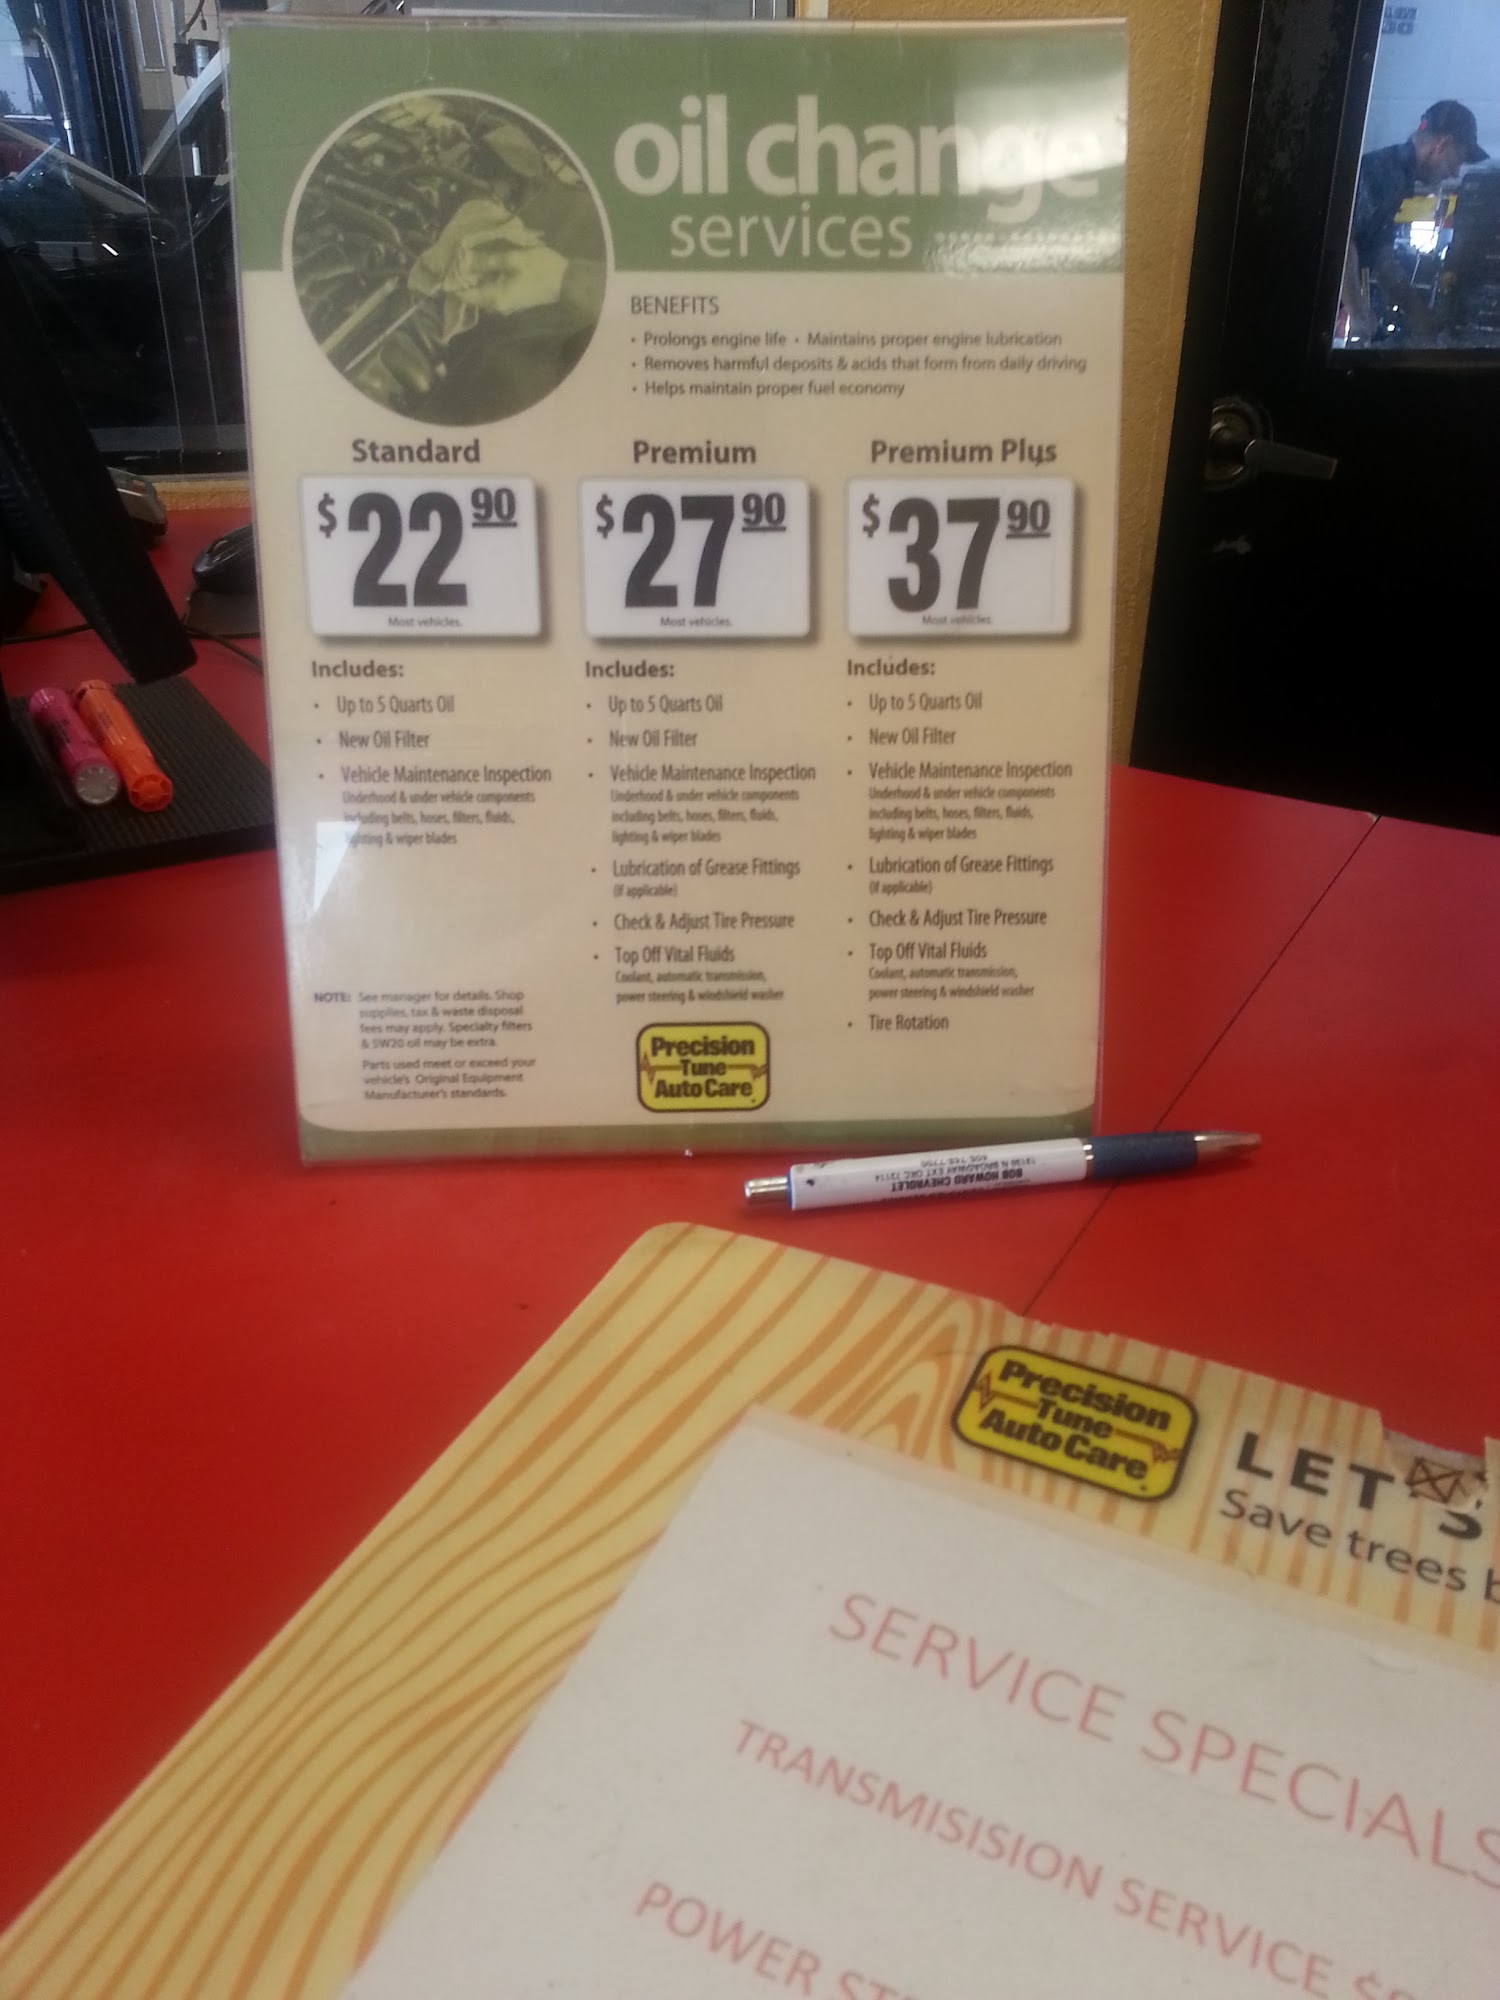 oil change
services
BENEFITS
• Prolongs engine life • Maintains proper engine lubrication
• Removes harmful deposits & acids that form from daily driving
• Helps maintain proper fuel economy
Standard
$22 90
Most vehicles.
Includes:
• Up to 5 Quarts Oil
• New Oil Filter
• Vehicle Maintenance Inspection
Underhood & under vehicle components
including belts, hoses, filters, fluids,
lighting & wiper blades
NOTE: See manager for details. Shop
supplies, tax & waste disposal
fees may apply. Specialty filters
& 5W20 oil may be extra.
Parts used meet or exceed your
vehicle's Original Equipment
Manufacturer's standards.
Premium
$27 90
Most vehicles.
Includes:
• Up to 5 Quarts Oil
• New Oil Filter
• Vehicle Maintenance Inspection
Underhood & under vehicle components
including belts, hoses, filters, fluids,
lighting & wiper blades
• Lubrication of Grease Fittings
(if applicable)
• Check & Adjust Tire Pressure
• Top Off Vital Fluids
Coolant, automatic transmission,
power steering & windshield washer
Precision
Tune
Auto Care
Premium Plus
$37 90
Most vehicles.
Includes:
• Up to 5 Quarts Oil
• New Oil Filter
• Vehicle Maintenance Inspection
Underhood & under vehicle components
including belts, hoses, filters, fluids,
lighting & wiper blades
• Lubrication of Grease Fittings
(if applicable)
• Check & Adjust Tire Pressure
• Top Off Vital Fluids
Coolant, automatic transmission,
power steering & windshield washer
• Tire Rotation
BOB HOWARD CHEVROLET
13130 N BROADWAY EXT OKC 73114
Precision
Tune
Auto Care
LET'S
Save trees
SERVICE SPECIALS
TRANSMISISION SERVICE
POWER